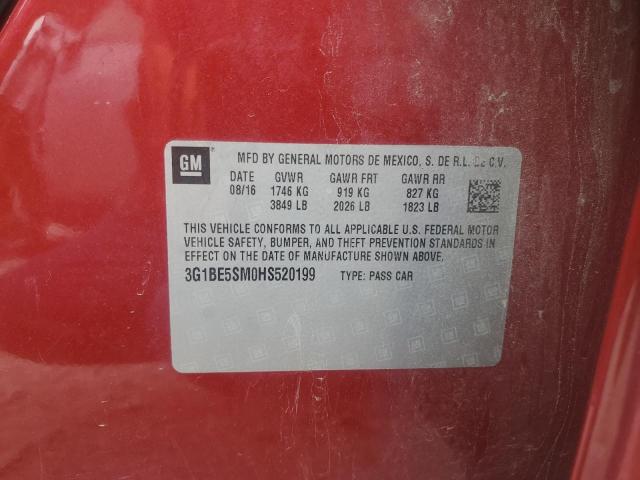 GM MFD BY GENERAL MOTORS DE MEXICO, S. DE R.L. DE C.V.
DATE GVWR GAWR FRT GAWR RR
08/16 1746 KG 919 KG 827 KG
3849 LB 2026 LB 1823 LB
THIS VEHICLE CONFORMS TO ALL APPLICABLE U.S. FEDERAL MOTOR
VEHICLE SAFETY, BUMPER, AND THEFT PREVENTION STANDARDS IN
EFFECT ON THE DATE OF MANUFACTURE SHOWN ABOVE.
3G1BE5SM0HS520199 TYPE: PASS CAR